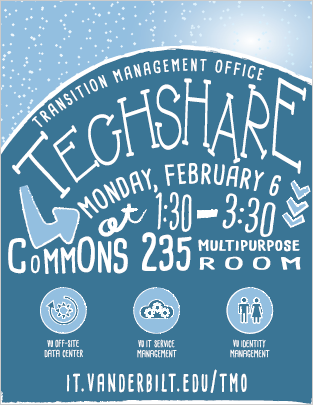 TRANSITION MANAGEMENT OFFICE
TECHSHARE
MONDAY, FEBRUARY 6
at 1:30 - 3:30
COMMONS 235 MULTIPURPOSE ROOM
VU OFF-SITE
DATA CENTER
VU IT SERVICE
MANAGEMENT
VU IDENTITY
MANAGEMENT
IT.VANDERBILT.EDU/TMO